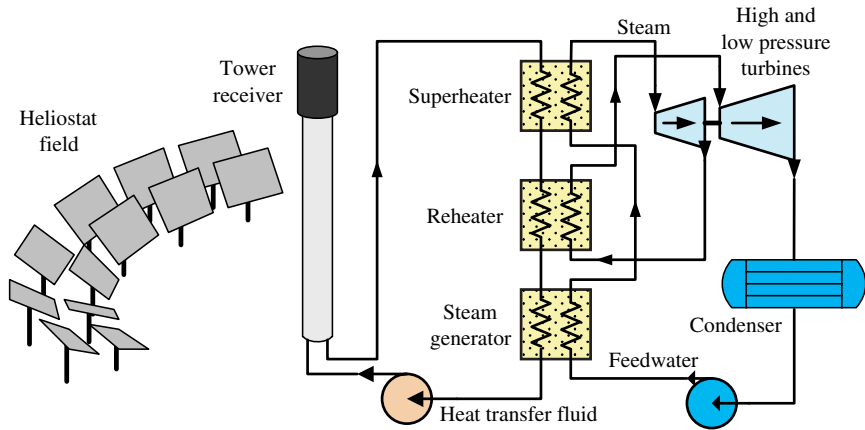 High and
low pressure
turbines
Steam
Tower
receiver
Superheater
Heliostat
field
Reheater
Steam
generator
Condenser
Feedwater
Heat transfer fluid